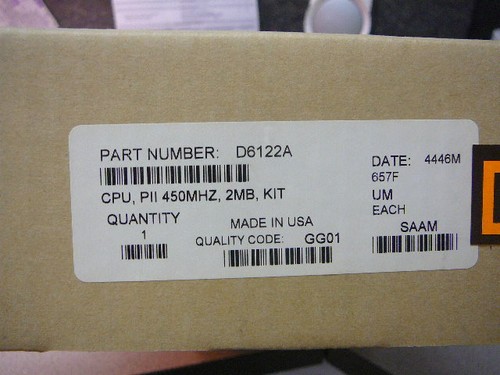 PART NUMBER: D6122A
DATE: 4446M
657F
CPU, PII 450MHZ, 2MB, KIT
UM
EACH
QUANTITY
1
MADE IN USA
SAAM
QUALITY CODE: GG01